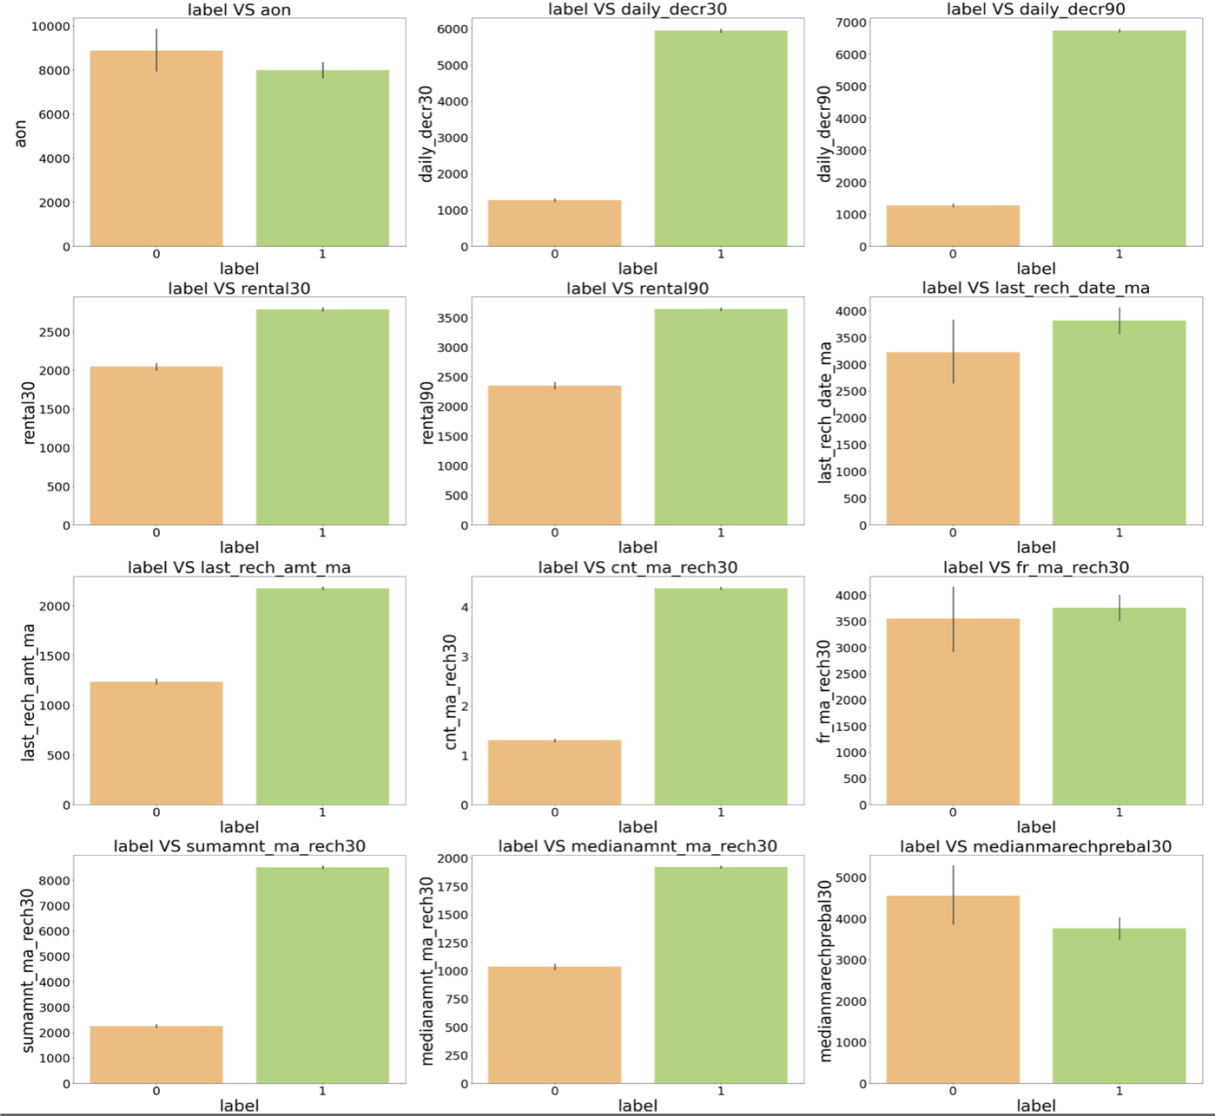 label VS aon
10000
8000
6000
4000
2000
0
aon
0 1
label
label VS daily_decr30
6000
5000
4000
3000
2000
1000
0
daily_decr30
0 1
label
label VS daily_decr90
7000
6000
5000
4000
3000
2000
1000
0
daily_decr90
0 1
label
label VS rental30
2500
2000
1500
1000
500
0
rental30
0 1
label
label VS rental90
3500
3000
2500
2000
1500
1000
500
0
rental90
0 1
label
label VS last_rech_date_ma
4000
3500
3000
2500
2000
1500
1000
500
0
last_rech_date_ma
0 1
label
label VS last_rech_amt_ma
2000
1500
1000
500
0
last_rech_amt_ma
0 1
label
label VS cnt_ma_rech30
4
3
2
1
0
cnt_ma_rech30
0 1
label
label VS fr_ma_rech30
4000
3500
3000
2500
2000
1500
1000
500
0
fr_ma_rech30
0 1
label
label VS sumamnt_ma_rech30
8000
7000
6000
5000
4000
3000
2000
1000
0
sumamnt_ma_rech30
0 1
label
label VS medianamnt_ma_rech30
2000
1750
1500
1250
1000
750
500
250
0
medianamnt_ma_rech30
0 1
label
label VS medianmarechprebal30
5000
4000
3000
2000
1000
0
medianmarechprebal30
0 1
label